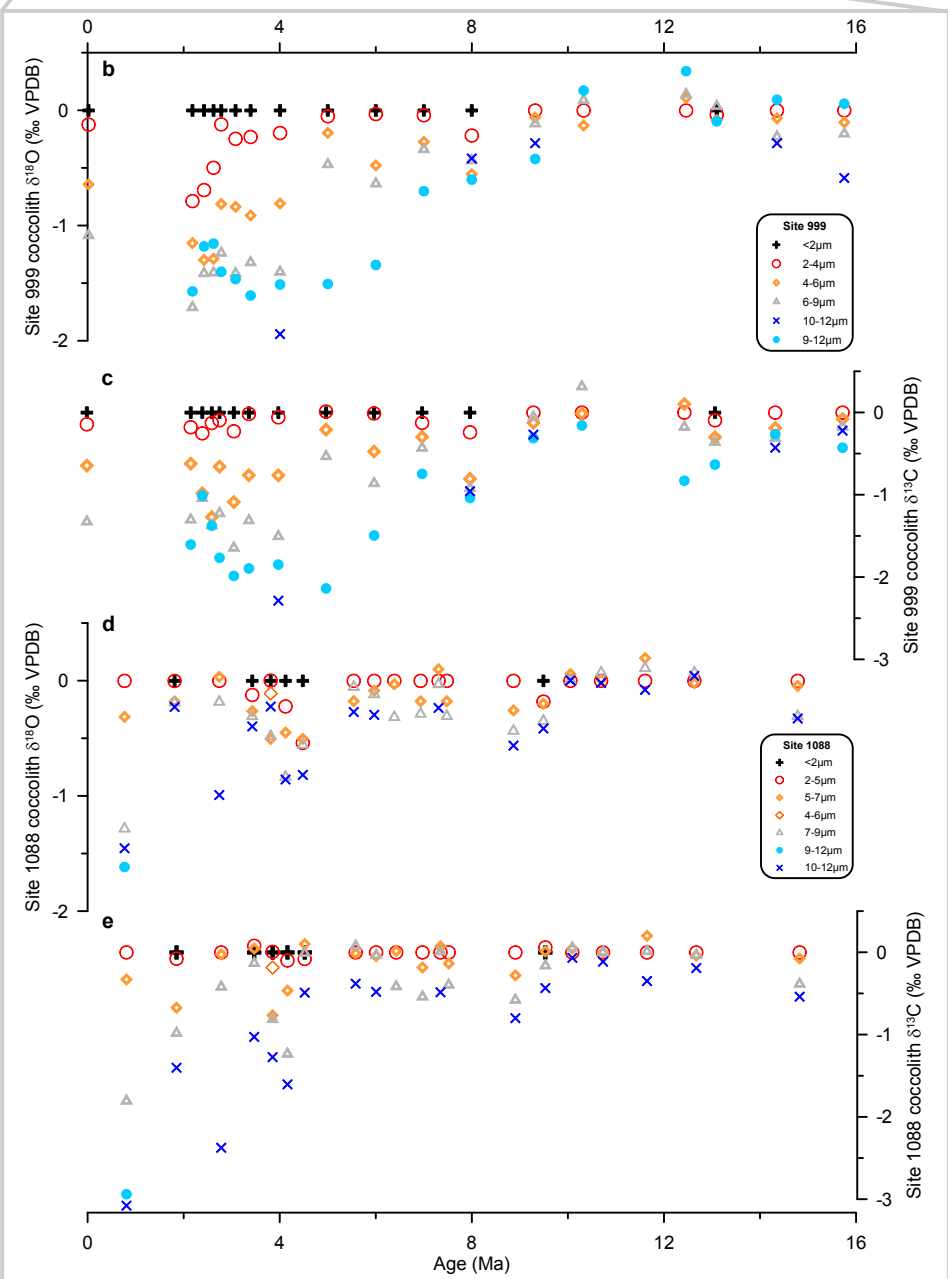 0 4 8 12 16
b
Site 999 coccolith δ¹⁸O (‰ VPDB)
0
-1
-2
Site 999
<2µm
2-4µm
4-6µm
6-9µm
10-12µm
9-12µm
c
Site 999 coccolith δ¹³C (‰ VPDB)
0
-1
-2
-3
d
Site 1088 coccolith δ¹⁸O (‰ VPDB)
0
-1
-2
Site 1088
<2µm
2-5µm
5-7µm
4-6µm
7-9µm
9-12µm
10-12µm
e
Site 1088 coccolith δ¹³C (‰ VPDB)
0
-1
-2
-3
0 4 8 12 16
Age (Ma)